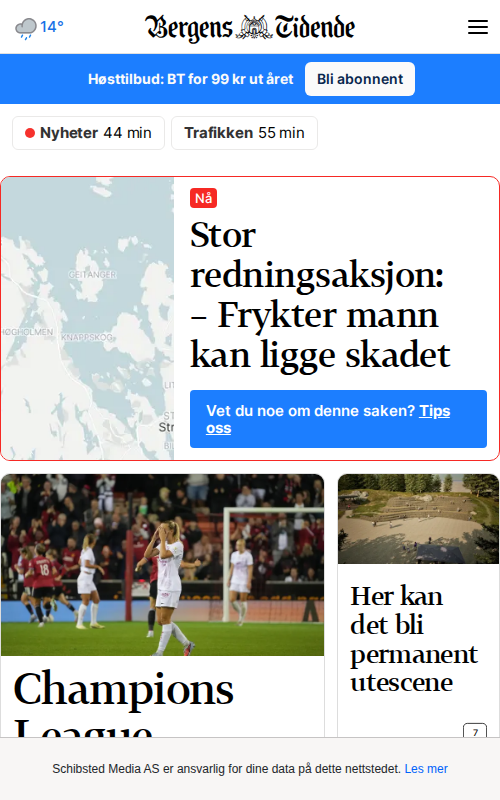 14°
Bergens Tidende
Høsttilbud: BT for 99 kr ut året
Bli abonnent
Nyheter 44 min
Trafikken 55 min
Nå
Stor
redningsaksjon:
– Frykter mann
kan ligge skadet
GEITANGER
HØGHOLMEN
KNAPPSKOG
Str
Vet du noe om denne saken? Tips
oss
18
Champions
League
Her kan
det bli
permanent
utescene
7
Schibsted Media AS er ansvarlig for dine data på dette nettstedet. Les mer